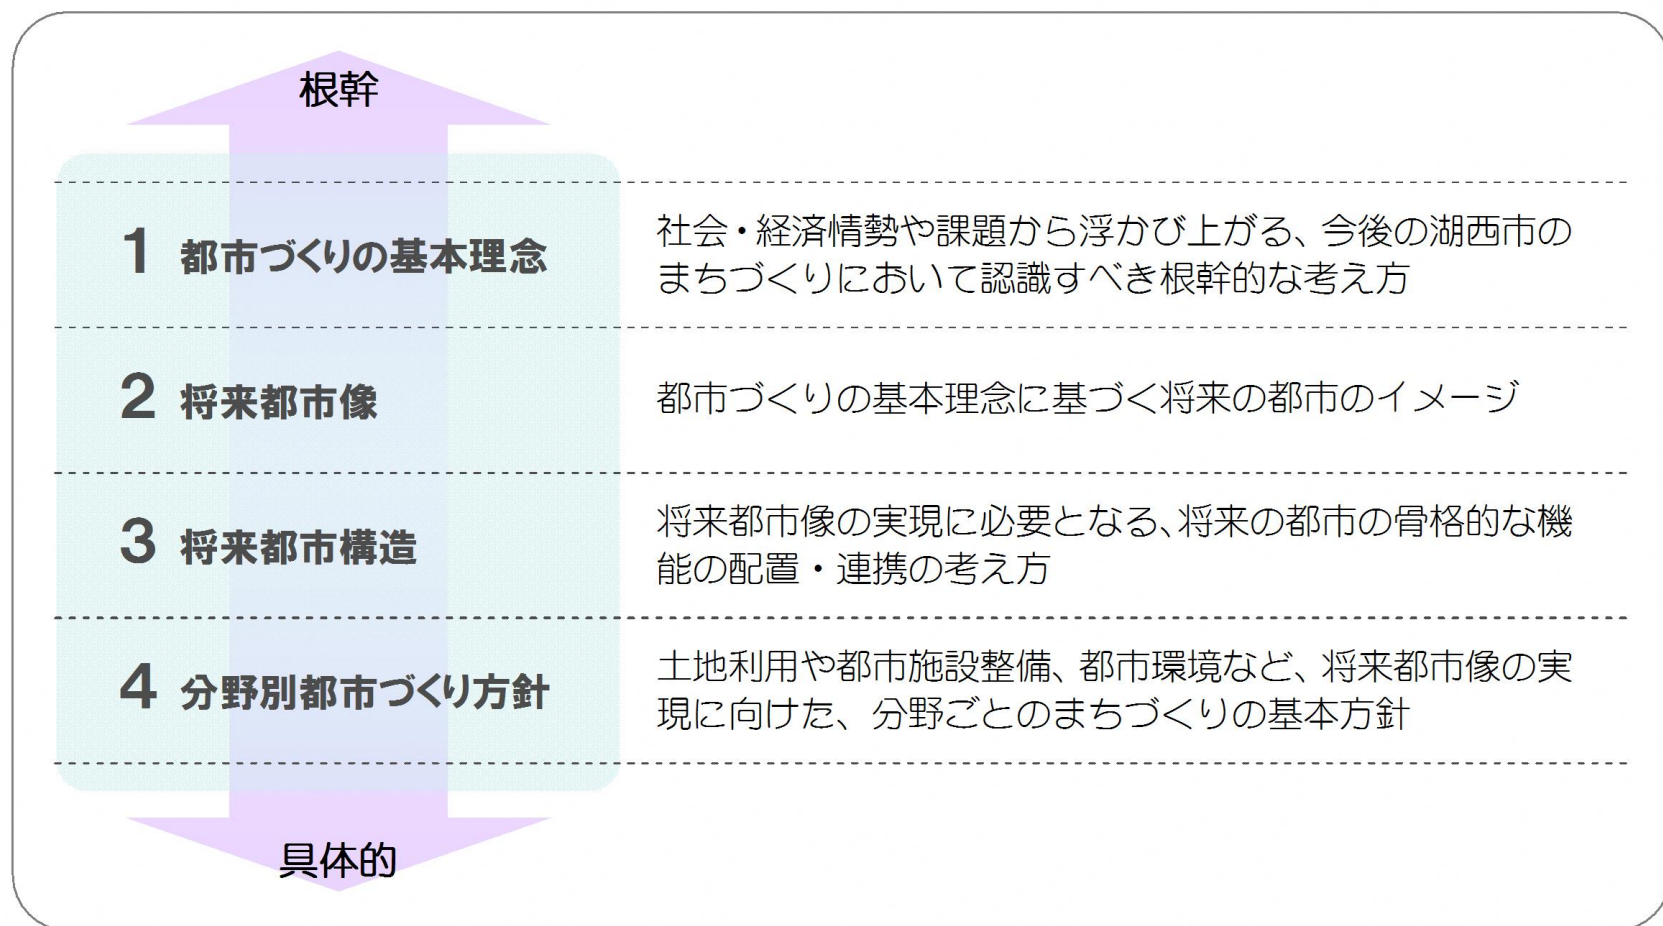 根幹
1 都市づくりの基本理念
社会・経済情勢や課題から浮かび上がる、今後の湖西市の
まちづくりにおいて認識すべき根幹的な考え方
2 将来都市像
都市づくりの基本理念に基づく将来の都市のイメージ
3 将来都市構造
将来都市像の実現に必要となる、将来の都市の骨格的な機
能の配置・連携の考え方
4 分野別都市づくり方針
土地利用や都市施設整備、都市環境など、将来都市像の実
現に向けた、分野ごとのまちづくりの基本方針
具体的